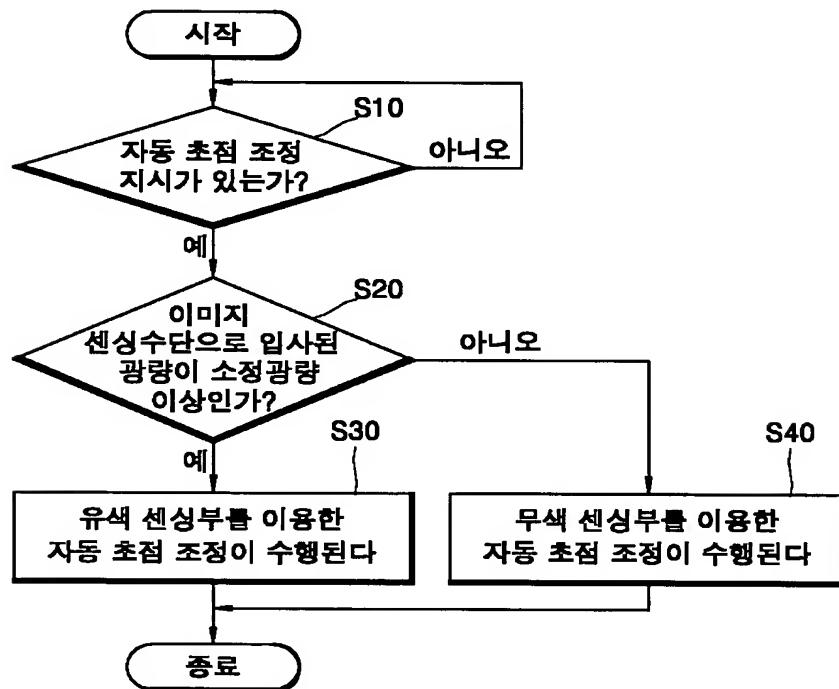 시작
S10
자동 초점 조정
지시가 있는가?
아니오
예
S20
이미지
센싱수단으로 입사된
광량이 소정광량
이상인가?
아니오
예
S30
유색 센싱부를 이용한
자동 초점 조정이 수행된다
S40
무색 센싱부를 이용한
자동 초점 조정이 수행된다
종료